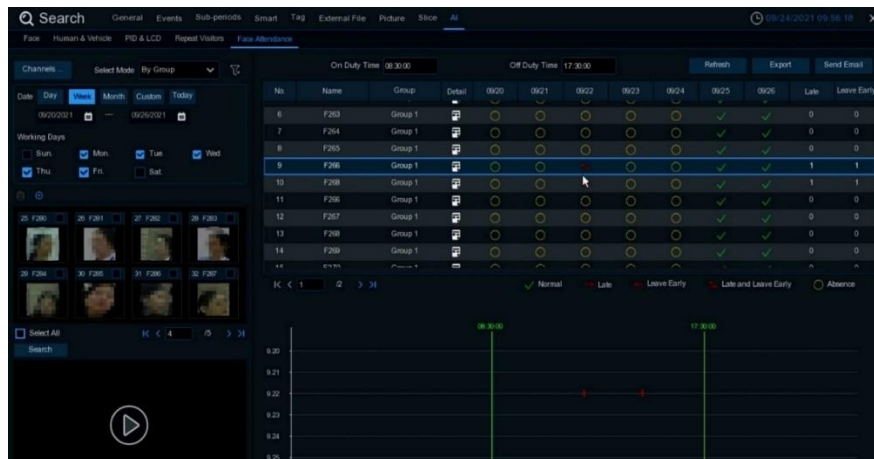 Search General Events Sub-periods Smart Tag External File Picture Slice AI 09/24/2021 09:56:18
Face Human & Vehicle PID & LCD Repeat Visitors Face Attendance
Channels... Select Mode By Group
On Duty Time 08:30:00 Off Duty Time 17:30:00 Refresh Export Send Email
Date Day Week Month Custom Today
09/20/2021 — 09/26/2021
Working Days
Sun. Mon. Tue. Wed.
Thu. Fri. Sat.
No. Name Group Detail 09/20 09/21 09/22 09/23 09/24 09/25 09/26 Late Leave Early
6 F263 Group 1 0 0
7 F264 Group 1 0 0
8 F265 Group 1 0 0
9 F266 Group 1 1 1
10 F268 Group 1 1 1
11 F266 Group 1 0 0
12 F267 Group 1 0 0
13 F268 Group 1 0 0
14 F269 Group 1 0 0
25 F280 26 F281 27 F282 28 F283
29 F284 30 F285 31 F286 32 F287
Select All 4 /5
Search
1 /2 Normal Late Leave Early Late and Leave Early Absence
08:30:00 17:30:00
9.20
9.21
9.22
9.23
9.24
9.25